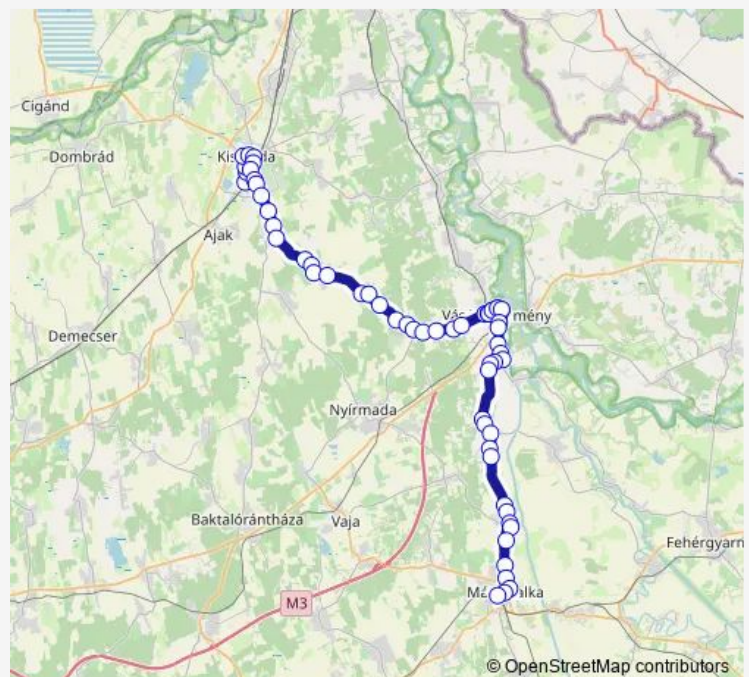 Cigánd
Dombrád
Ajak
Demecser
Nyírmada
Baktalórántháza
Vaja
Fehérgyarm
M3
© OpenStreetMap contributors